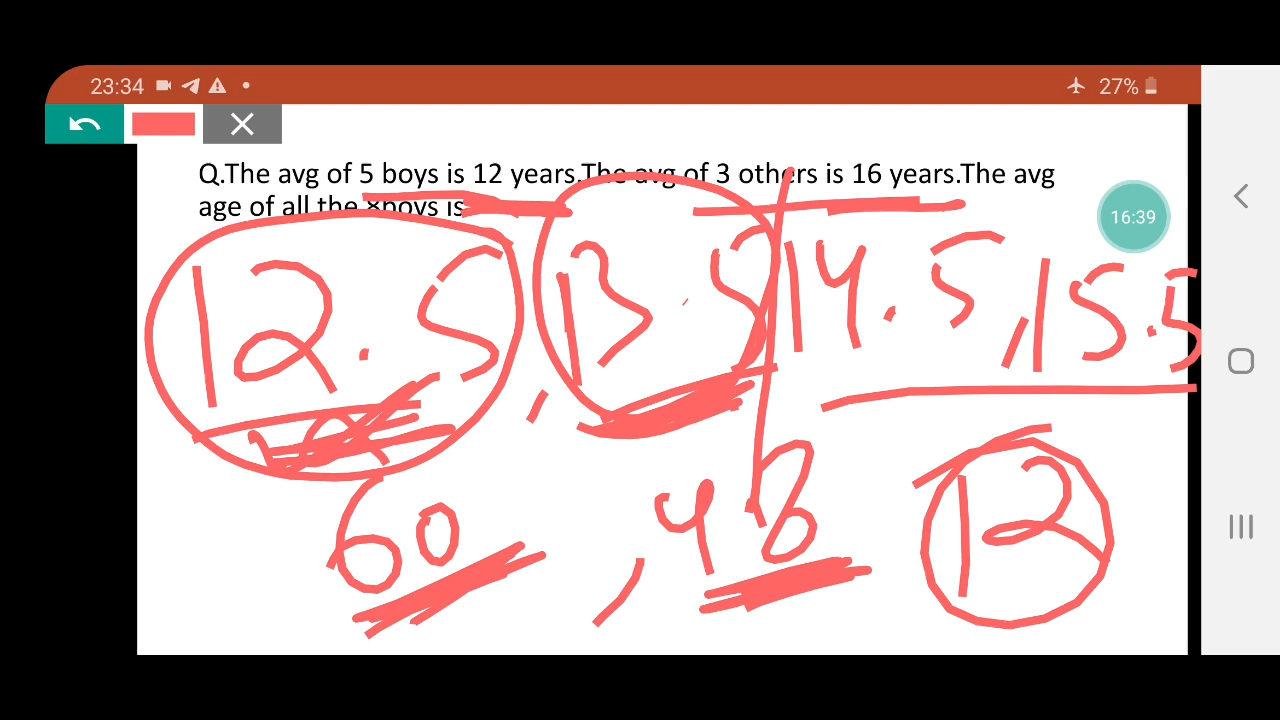 23:34
27%
Q.The avg of 5 boys is 12 years.The avg of 3 others is 16 years.The avg
age of all the 8boys is
16:39
12.5, 13.5 14.5, 15.5
60, 48 12